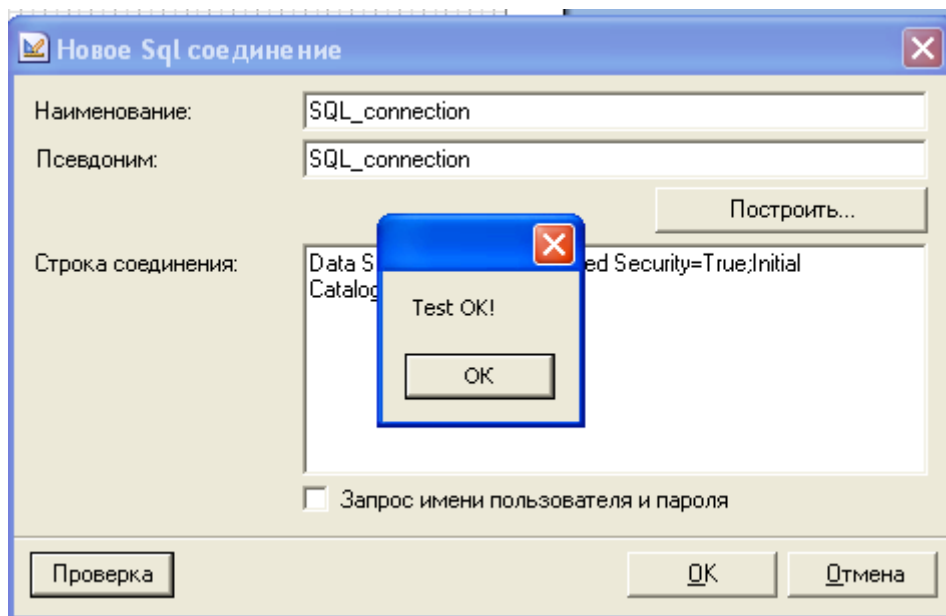 Новое Sql соединение
Наименование:
SQL_connection
Псевдоним:
SQL_connection
Построить...
Строка соединения:
Data S
ed Security=True;Initial
Catalog
Test OK!
OK
Запрос имени пользователя и пароля
Проверка
OK
Отмена